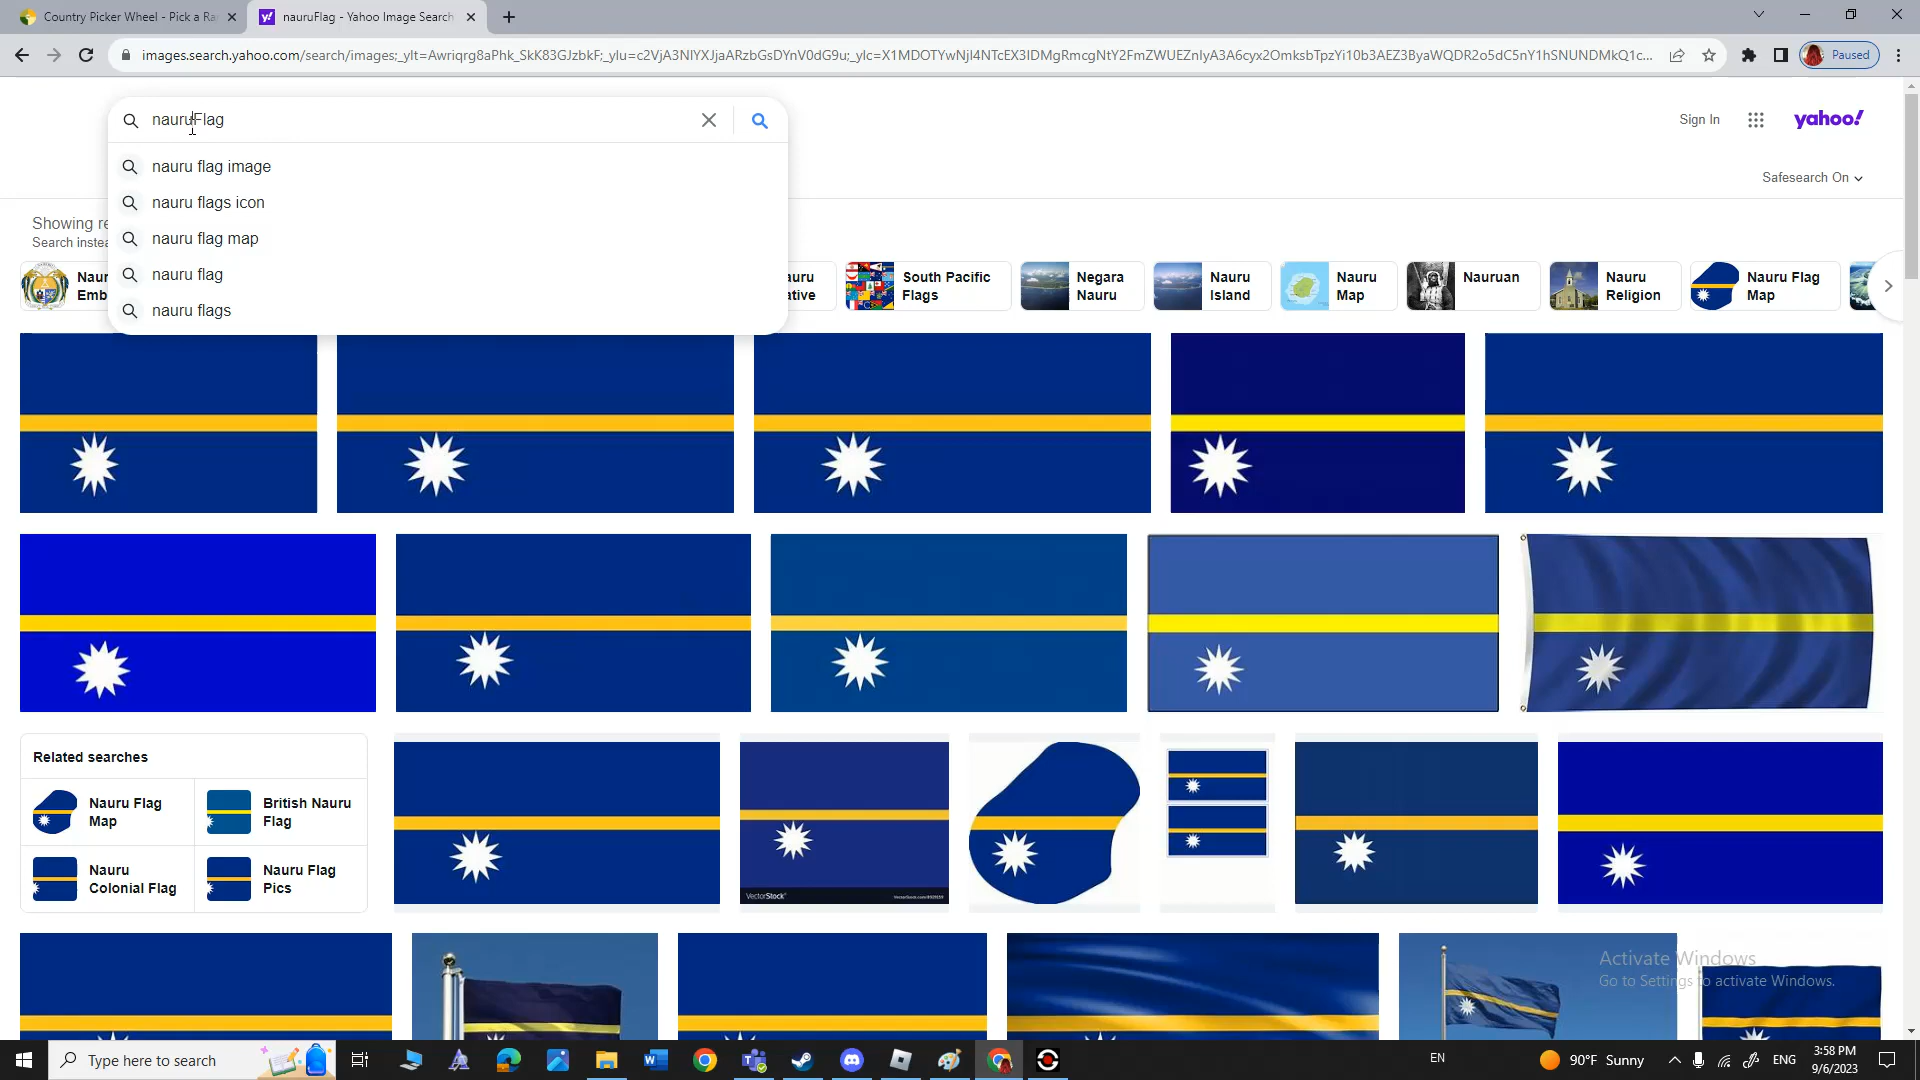 Country Picker Wheel - Pick a Ra
nauruFlag - Yahoo Image Search
images.search.yahoo.com/search/images;_ylt=Awriqrg8aPhk_SkK83GJzbkF;_ylu=c2VjA3NlYXJjaARzbGsDYnV0dG9u;_ylc=X1MDOTYwNjI4NTcEX3IDMgRmcgNtY2FmZWUEZnIyA3A6cyx2OmksbTpzYi10b3AEZ3ByaWQDR2o5dC5nY1hSNUNDMkQ1c...
Paused
nauruFlag
Sign In
yahoo!
nauru flag image
nauru flags icon
nauru flag map
nauru flag
nauru flags
Safesearch On
Showing re
Search instea
Naur
Emb
auru
ative
South Pacific
Flags
Negara
Nauru
Nauru
Island
Nauru
Map
Nauruan
Nauru
Religion
Nauru Flag
Map
Related searches
Nauru Flag
Map
British Nauru
Flag
Nauru
Colonial Flag
Nauru Flag
Pics
VectorStock
Activate Windows
Go to Settings to activate Windows.
Type here to search
EN
90°F Sunny
ENG
3:58 PM
9/6/2023